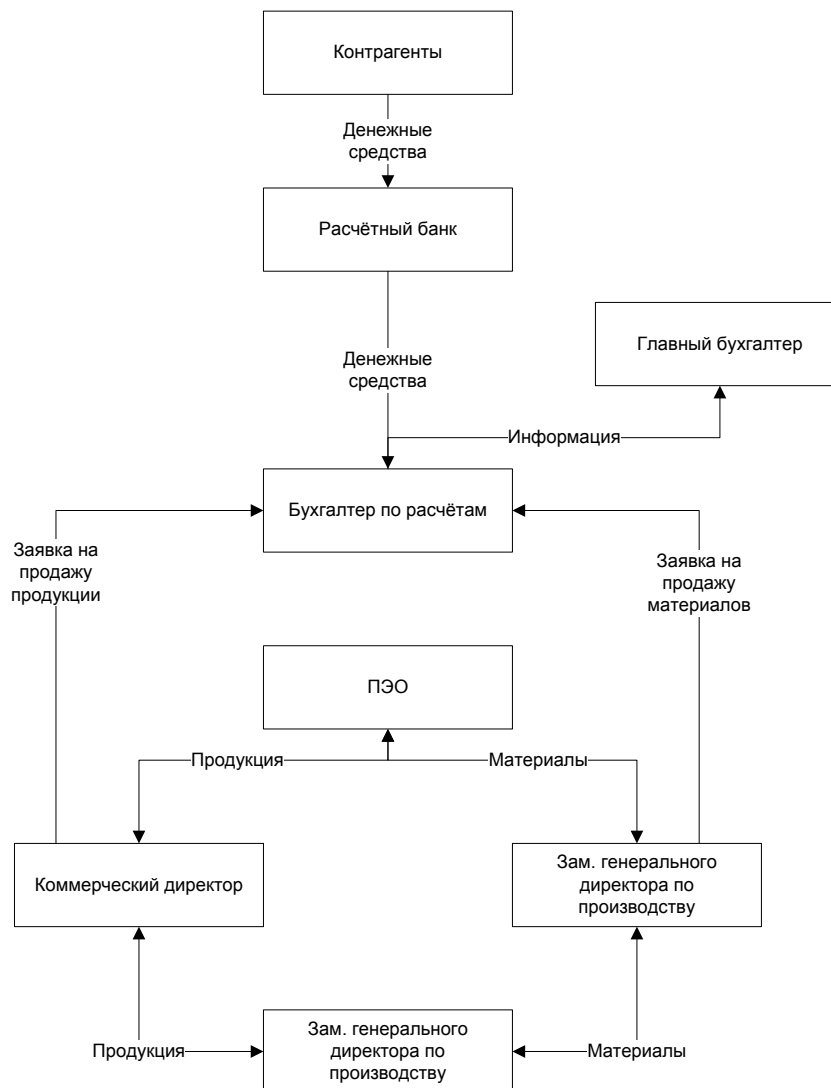 Контрагенты
Денежные
средства
Расчётный банк
Главный бухгалтер
Денежные
средства
Информация
Бухгалтер по расчётам
Заявка на
продажу
продукции
Заявка на
продажу
материалов
ПЭО
Продукция
Материалы
Коммерческий директор
Зам. генерального
директора по
производству
Продукция
Зам. генерального
директора по
производству
Материалы